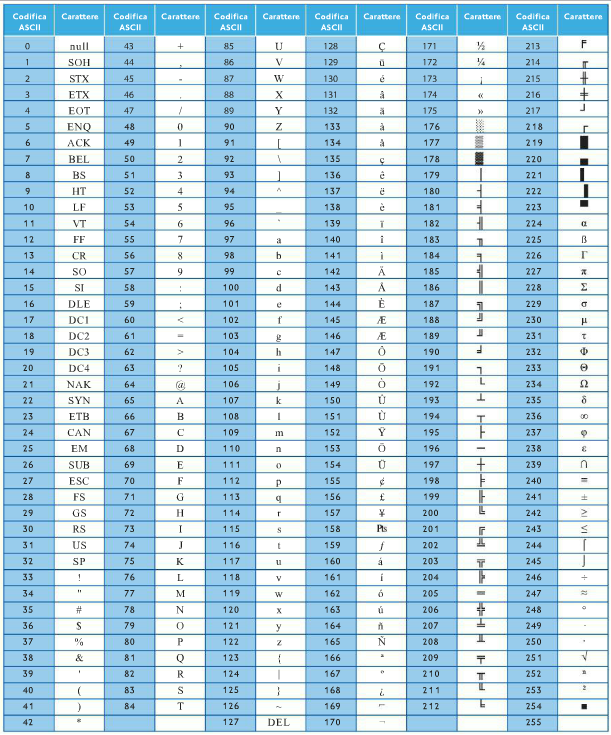 Codifica ASCII Carattere Codifica ASCII Carattere Codifica ASCII Carattere Codifica ASCII Carattere Codifica ASCII Carattere Codifica ASCII Carattere
0 null 43 + 85 U 128 Ç 171 ½ 213 ╒
1 SOH 44 , 86 V 129 ü 172 ¼ 214 ╓
2 STX 45 - 87 W 130 é 173 ¡ 215 ╫
3 ETX 46 . 88 X 131 â 174 « 216 ╪
4 EOT 47 / 89 Y 132 ä 175 » 217 ┘
5 ENQ 48 0 90 Z 133 à 176 ░ 218 ┌
6 ACK 49 1 91 [ 134 å 177 ▒ 219 █
7 BEL 50 2 92 \ 135 ç 178 ▓ 220 ▄
8 BS 51 3 93 ] 136 ê 179 │ 221 ▌
9 HT 52 4 94 ^ 137 ë 180 ┤ 222 ▐
10 LF 53 5 95 _ 138 è 181 ╡ 223 ▀
11 VT 54 6 96 ` 139 ï 182 ╢ 224 α
12 FF 55 7 97 a 140 î 183 ╖ 225 ß
13 CR 56 8 98 b 141 ì 184 ╕ 226 Γ
14 SO 57 9 99 c 142 Ä 185 ╣ 227 π
15 SI 58 : 100 d 143 Å 186 ║ 228 Σ
16 DLE 59 ; 101 e 144 È 187 ╗ 229 σ
17 DC1 60 < 102 f 145 Æ 188 ╝ 230 μ
18 DC2 61 = 103 g 146 Æ 189 ╜ 231 τ
19 DC3 62 > 104 h 147 Ô 190 ╛ 232 Φ
20 DC4 63 ? 105 i 148 Ö 191 ┐ 233 Θ
21 NAK 64 @ 106 j 149 Ò 192 └ 234 Ω
22 SYN 65 A 107 k 150 Û 193 ┴ 235 δ
23 ETB 66 B 108 l 151 Ù 194 ┬ 236 ∞
24 CAN 67 C 109 m 152 Ÿ 195 ├ 237 φ
25 EM 68 D 110 n 153 Ö 196 ─ 238 ε
26 SUB 69 E 111 o 154 Ü 197 ┼ 239 ∩
27 ESC 70 F 112 p 155 ¢ 198 ╞ 240 ≡
28 FS 71 G 113 q 156 £ 199 ╟ 241 ±
29 GS 72 H 114 r 157 ¥ 200 ╚ 242 ≥
30 RS 73 I 115 s 158 Pts 201 ╔ 243 ≤
31 US 74 J 116 t 159 ƒ 202 ╩ 244 ⌠
32 SP 75 K 117 u 160 á 203 ╦ 245 ⌡
33 ! 76 L 118 v 161 í 204 ╠ 246 ÷
34 " 77 M 119 w 162 ó 205 ═ 247 ≈
35 # 78 N 120 x 163 ú 206 ╬ 248 °
36 $ 79 O 121 y 164 ñ 207 ╧ 249 ∙
37 % 80 P 122 z 165 Ñ 208 ╨ 250 ·
38 & 81 Q 123 { 166 ª 209 ╤ 251 √
39 ' 82 R 124 | 167 º 210 ╥ 252 ⁿ
40 ( 83 S 125 } 168 ¿ 211 ╙ 253 ²
41 ) 84 T 126 ~ 169 ⌐ 212 ╘ 254 ■
42 * 127 DEL 170 ¬ 255